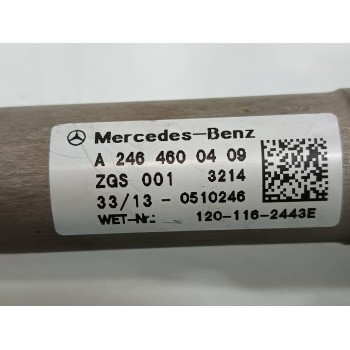 Mercedes-Benz
A 246 460 04 09
ZGS 001 3214
33/13 - 0510246
WET-Nr.: 120-116-2443E